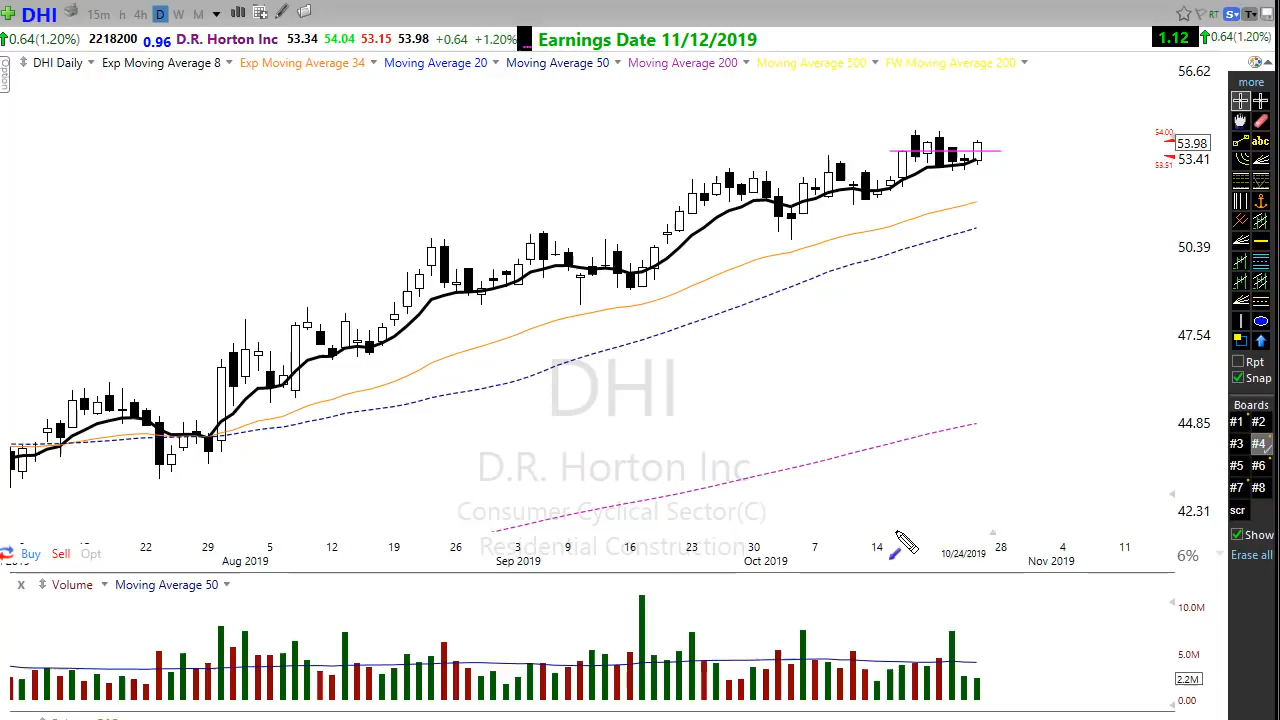 DHI 15m h 4h D W M RT S T
0.64(1.20%) 2218200 0.96 D.R. Horton Inc 53.34 54.04 53.15 53.98 +0.64 +1.20% Earnings Date 11/12/2019 1.12 0.64(1.20%)
Option
DHI Daily Exp Moving Average 8 Exp Moving Average 34 Moving Average 20 Moving Average 50 Moving Average 200 Moving Average 500 FW Moving Average 200
56.62
more
54.00
53.98
53.41
53.51
abc
50.39
47.54
Rpt
Snap
DHI
Boards
#1 #2
44.85
#3 #4
D.R. Horton Inc
#5 #6
#7 #8
Consumer Cyclical Sector(C)
42.31
scr
Residential Construction
Show
22 29 5 12 19 26 3 9 16 23 30 7 14 10/24/2019 28 4 11
Buy Sell Opt
6%
Erase all
Aug 2019 Sep 2019 Oct 2019 Nov 2019
X Volume Moving Average 50
10.0M
5.0M
2.2M
0.00